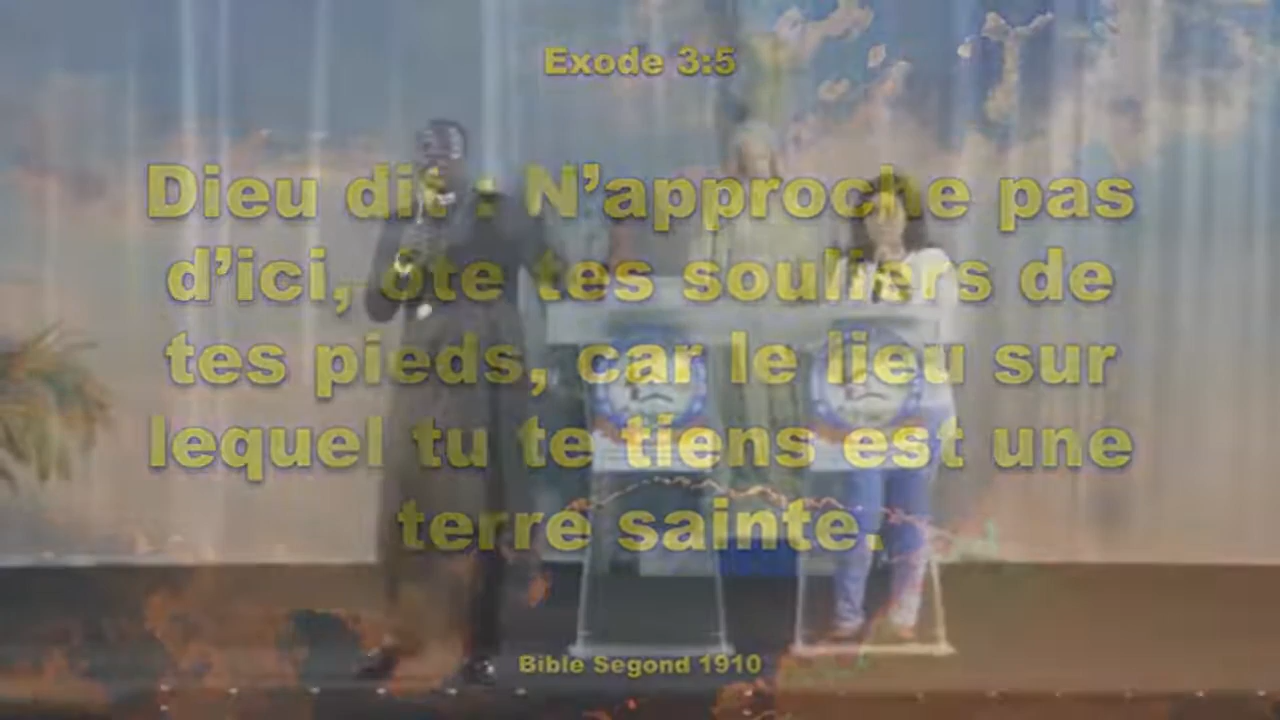 Exode 3:5
Dieu dit : N’approche pas
d’ici, ôte tes souliers de
tes pieds, car le lieu sur
lequel tu te tiens est une
terre sainte.
Bible Segond 1910